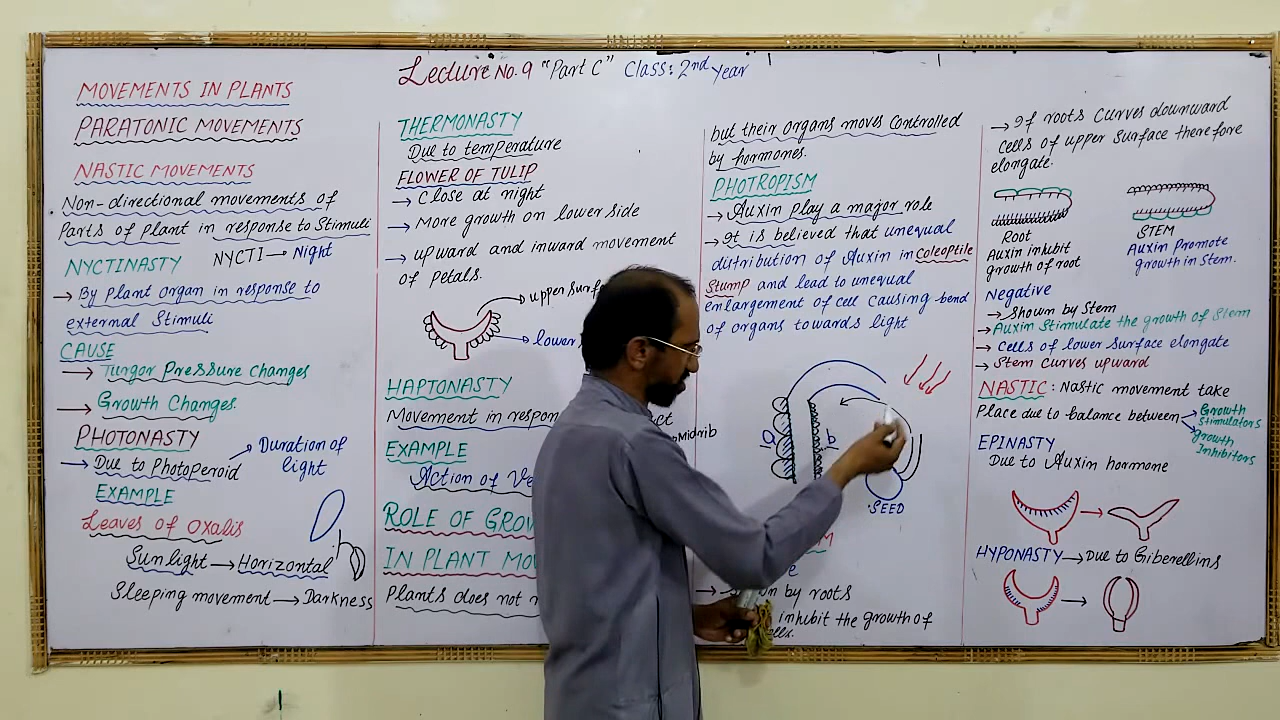 Lecture No. 9 "Part C" Class: 2nd Year
MOVEMENTS IN PLANTS
PARATONIC MOVEMENTS
NASTIC MOVEMENTS
Non-directional movements of
Parts of plant in response to Stimuli
NYCTINASTY NYCTI → Night
→ By plant organ in response to
external Stimuli
CAUSE
→ Turgor Pressure changes
→ Growth Changes.
PHOTONASTY
→ Due to Photoperoid → Duration of
light
EXAMPLE
Leaves of Oxalis
Sunlight → Horizontal
Sleeping movement → Darkness
THERMONASTY
Due to temperature
FLOWER OF TULIP
→ Close at night
→ More growth on lower side
→ upward and inward movement
of petals.
upper
lower
HAPTONASTY
Movement in
Midrib
EXAMPLE
Action of
ROLE OF
IN PLANT
Plants does not
but their organs moves controlled
by hormones.
PHOTROPISM
→ Auxin play a major role
→ It is believed that unequal
distribution of Auxin in Coleoptile
Stump and lead to unequal
enlargement of cell causing bend
of organs towards light
a b
SEED
by roots
inhibit the growth of
→ If roots curves downward
cells of upper surface therefore
elongate.
ROOT
Auxin inhibit
growth of root
STEM
Auxin Promote
growth in stem.
Negative
→ Shown by Stem
→ Auxin Stimulate the growth of Stem
→ Cells of lower Surface elongate
→ Stem Curves upward
NASTIC: Nastic movement take
Place due to balance between → Growth
Stimulators
→ growth
Inhibitors
EPINASTY
Due to Auxin hormone
HYPONASTY → Due to Giberellins